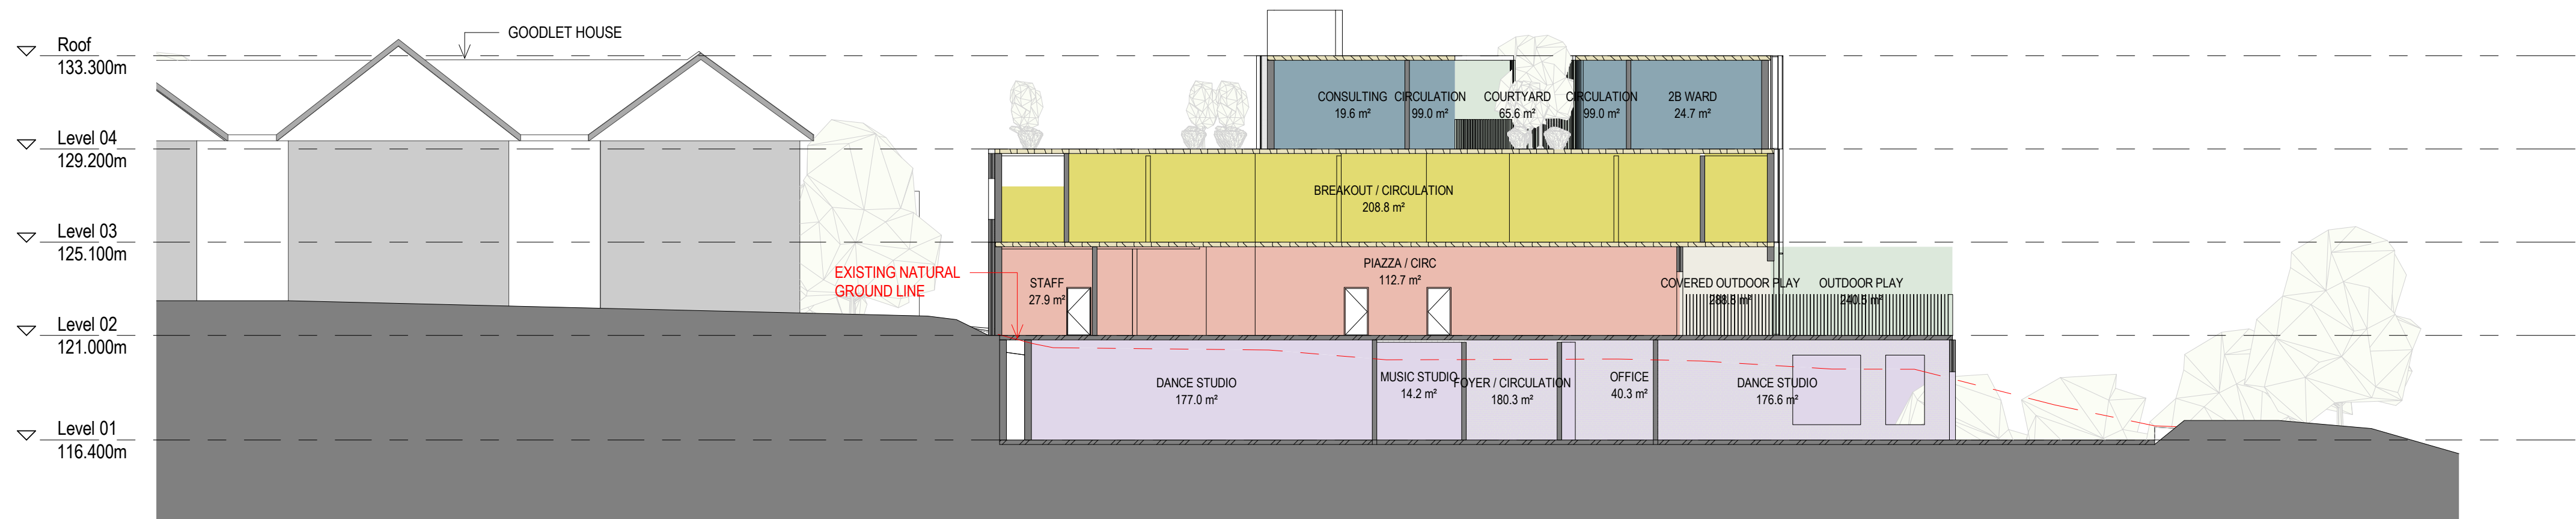 GOODLET HOUSE
Roof
133.300m
CONSULTING
19.6 m²
CIRCULATION
99.0 m²
COURTYARD
65.6 m²
CIRCULATION
99.0 m²
2B WARD
24.7 m²
Level 04
129.200m
BREAKOUT / CIRCULATION
208.8 m²
Level 03
125.100m
EXISTING NATURAL
GROUND LINE
STAFF
27.9 m²
PIAZZA / CIRC
112.7 m²
COVERED OUTDOOR PLAY
288.5 m²
OUTDOOR PLAY
240.5 m²
Level 02
121.000m
DANCE STUDIO
177.0 m²
MUSIC STUDIO
14.2 m²
FOYER / CIRCULATION
180.3 m²
OFFICE
40.3 m²
DANCE STUDIO
176.6 m²
Level 01
116.400m